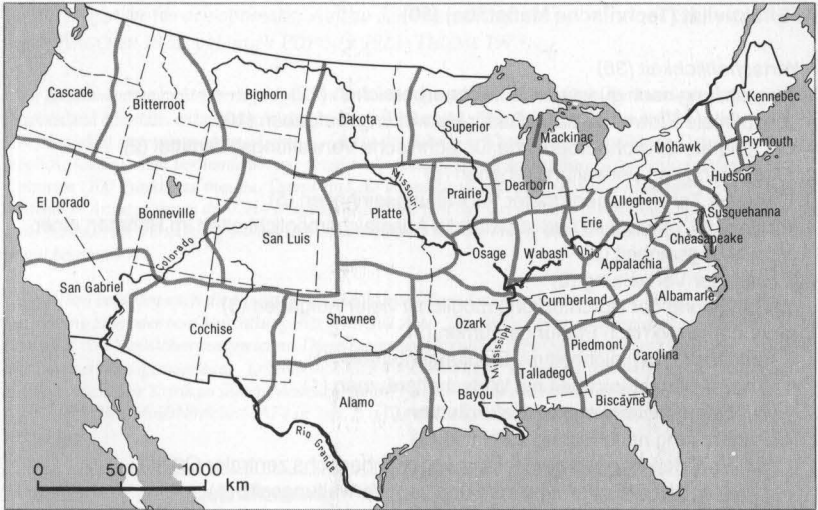 Cascade
Bitterroot
Bighorn
Dakota
Superior
Mackinac
Kennebec
Mohawk
Plymouth
Hudson
El Dorado
Bonneville
Missouri
Platte
Prairie
Dearborn
Allegheny
Susquehanna
Erie
Cheasapeake
San Luis
Colorado
Osage
Wabash
Ohio
Appalachia
San Gabriel
Cochise
Shawnee
Ozark
Cumberland
Albamarle
Mississippi
Piedmont
Carolina
Talladego
Alamo
Bayou
Biscayne
Rio Grande
0 500 1000
km